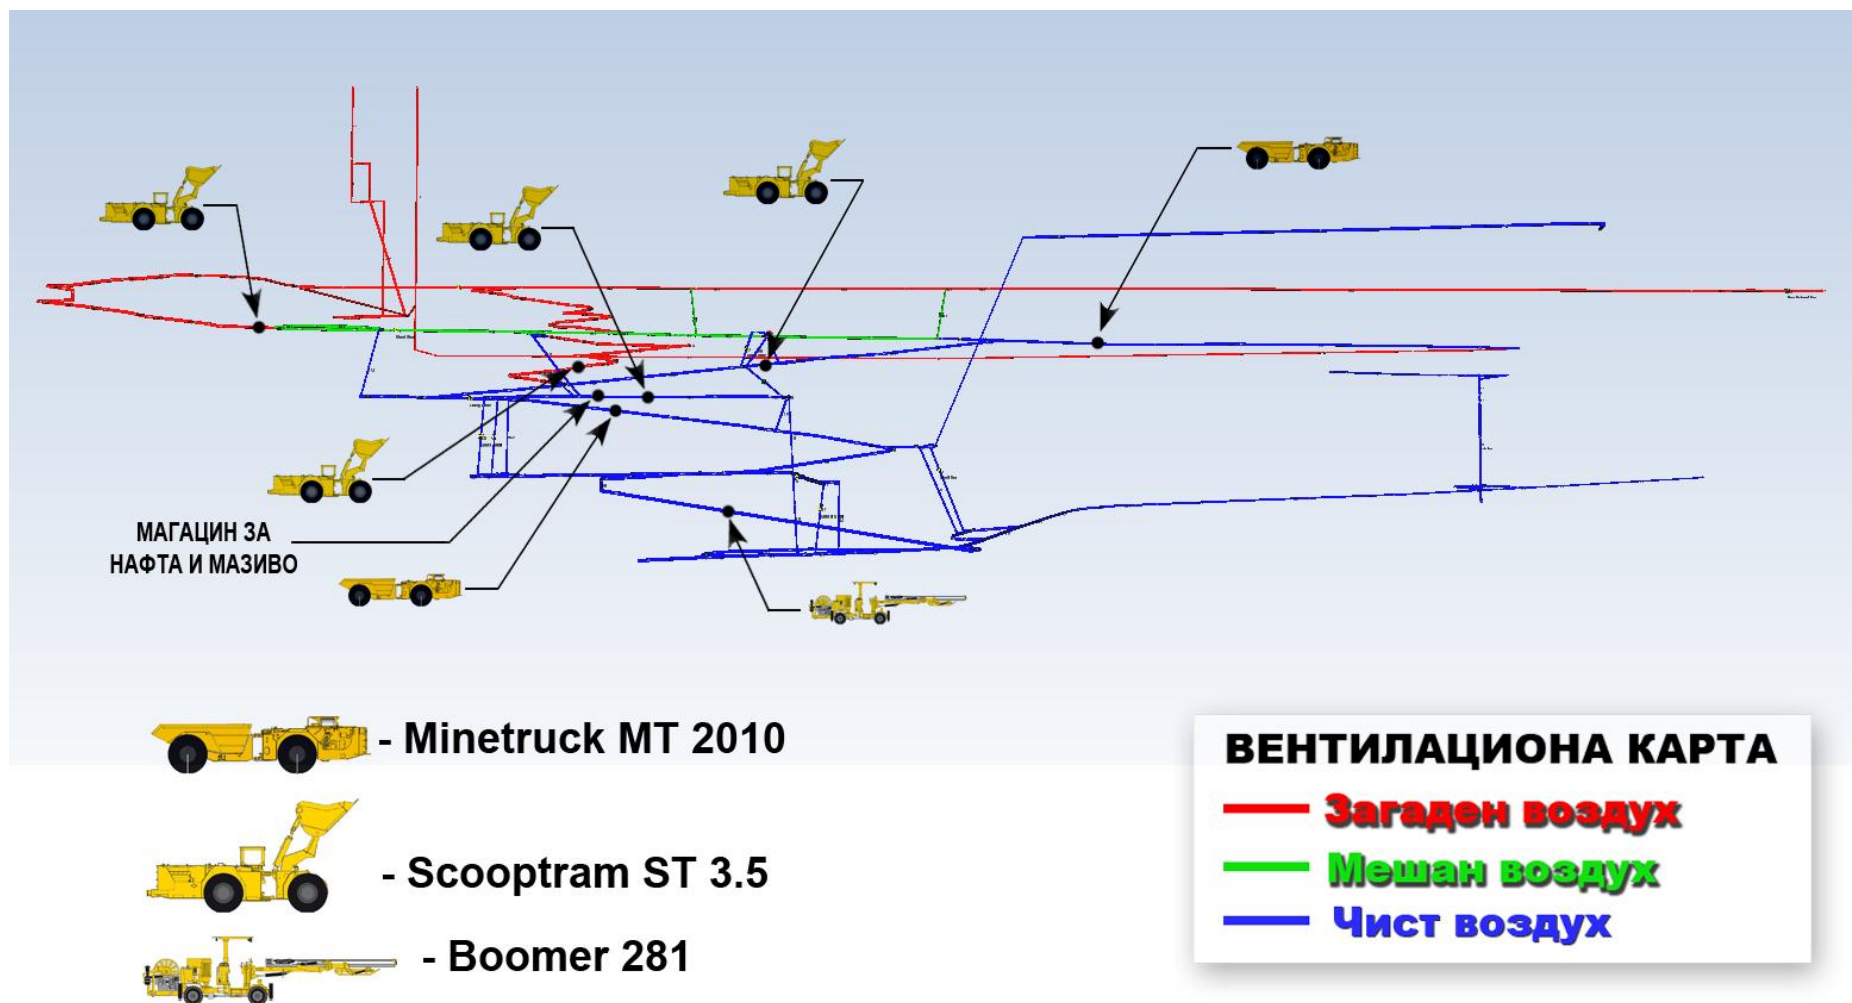 МАГАЦИН ЗА
НАФТА И МАЗИВО
- Minetruck MT 2010
- Scooptram ST 3.5
- Boomer 281
ВЕНТИЛАЦИОНА КАРТА
Загаден воздух
Мешан воздух
Чист воздух